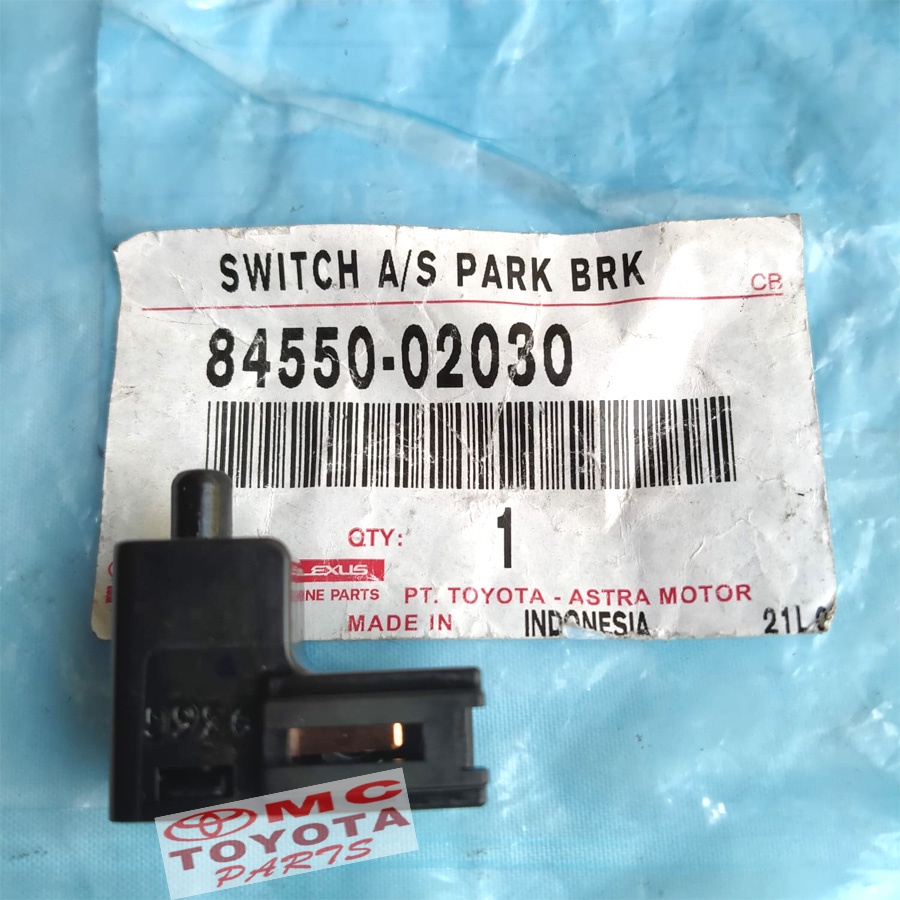 SWITCH A/S PARK BRK
CB
84550-02030
QTY: 1
LEXUS
PARTS PT. TOYOTA - ASTRA MOTOR
MADE IN INDONESIA
MC
TOYOTA
PARTS